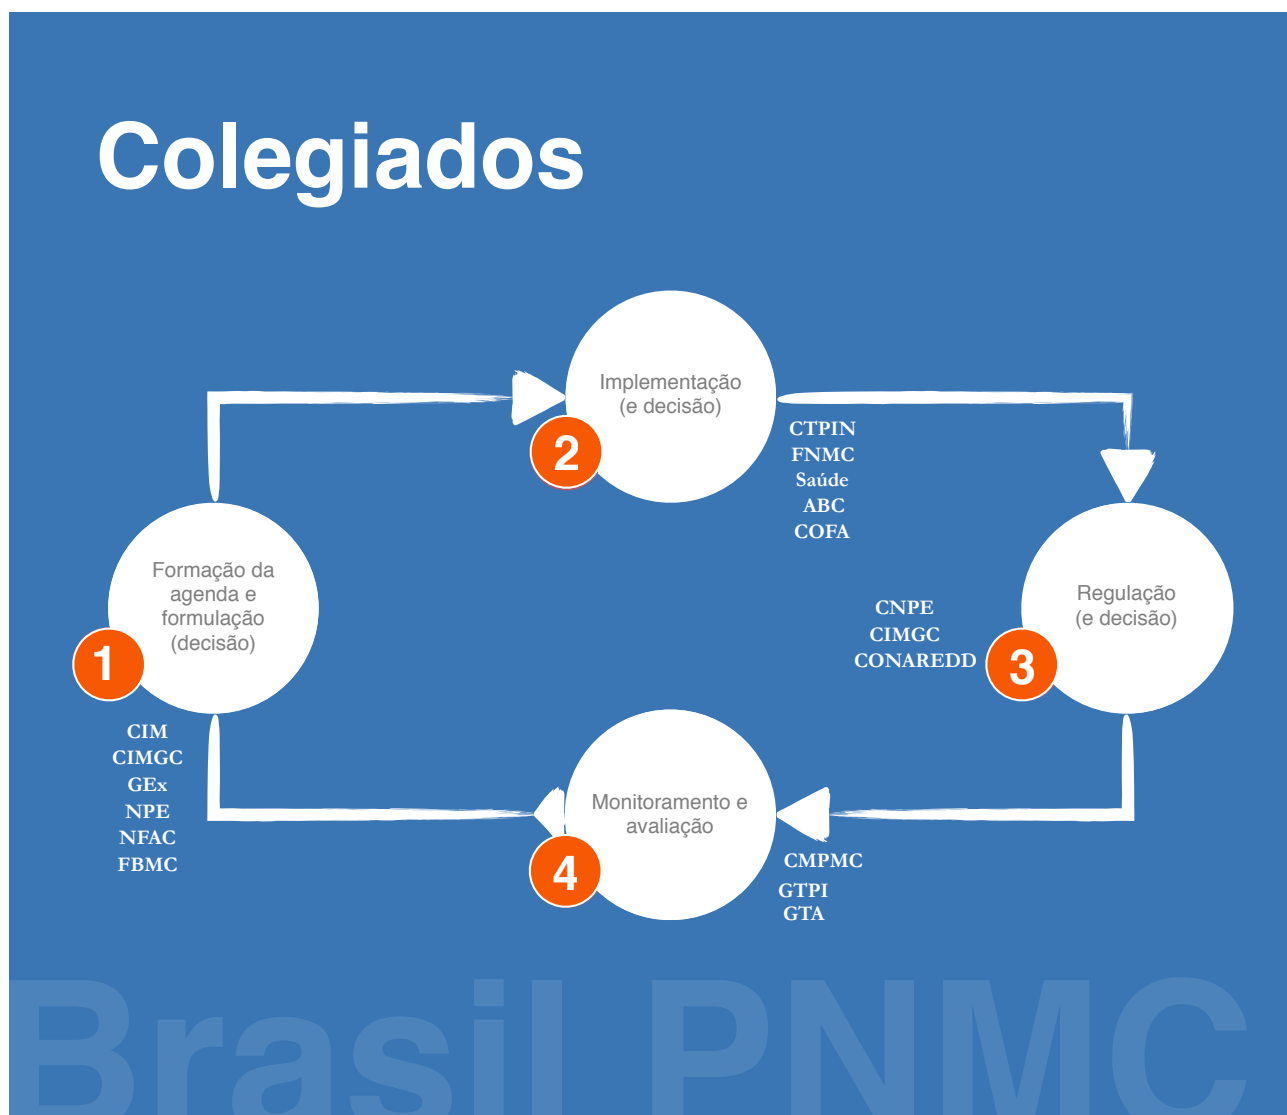 Colegiados
Implementação
(e decisão)
2
CTPIN
FNMC
Saúde
ABC
COFA
Formação da
agenda e
formulação
(decisão)
1
CIM
CIMGC
GEx
NPE
NFAC
FBMC
Regulação
(e decisão)
3
CNPE
CIMGC
CONAREDD
Monitoramento e
avaliação
4
CMPMC
GTPI
GTA
Brasil PNMC